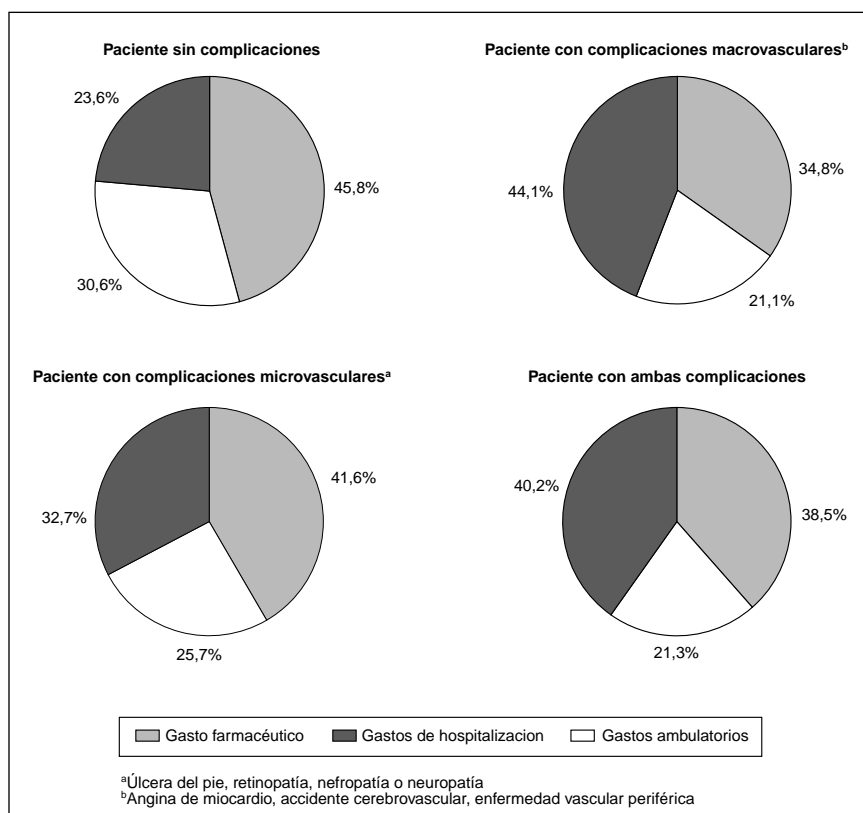 Paciente sin complicaciones
23,6%
45,8%
30,6%
Paciente con complicaciones macrovascularesᵇ
34,8%
44,1%
21,1%
Paciente con complicaciones microvascularesᵃ
41,6%
32,7%
25,7%
Paciente con ambas complicaciones
40,2%
38,5%
21,3%
Gasto farmacéutico
Gastos de hospitalizacion
Gastos ambulatorios
ᵃÚlcera del pie, retinopatía, nefropatía o neuropatía
ᵇAngina de miocardio, accidente cerebrovascular, enfermedad vascular periférica